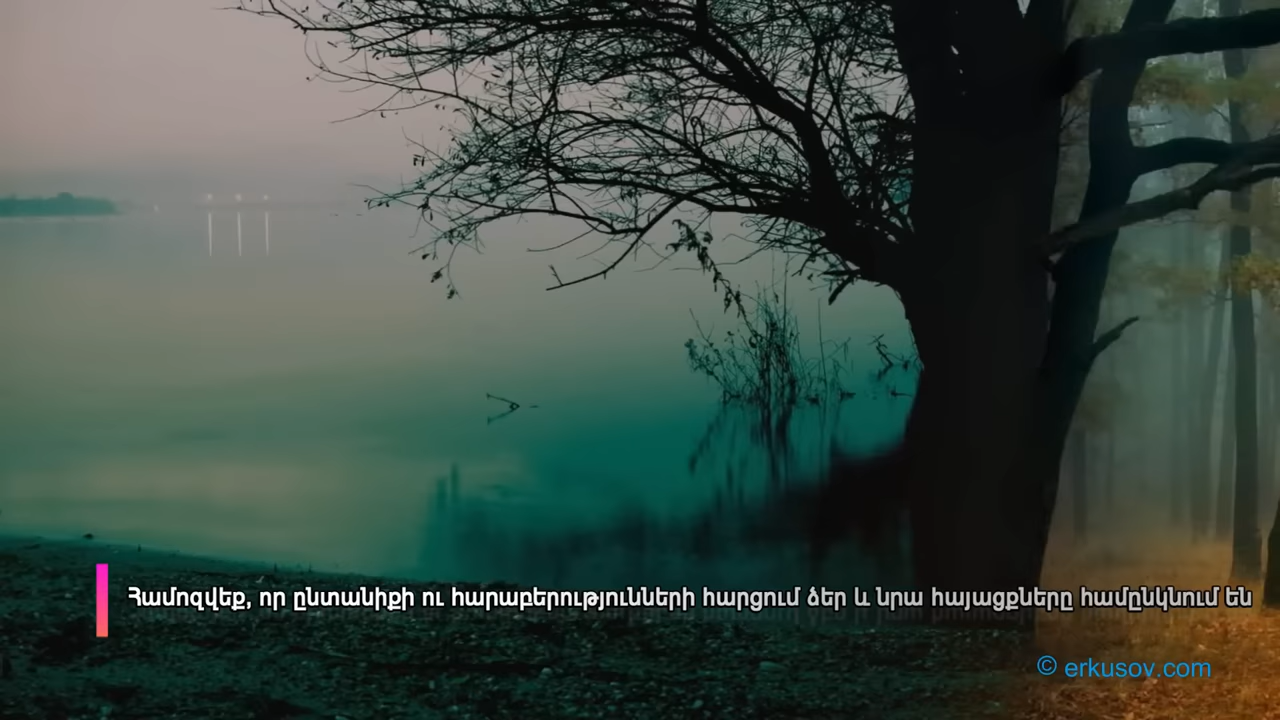 Համոզվեք, որ ընտանիքի ու հարաբերությունների հարցում ձեր և նրա հայացքները համընկնում են
© erkusov.com